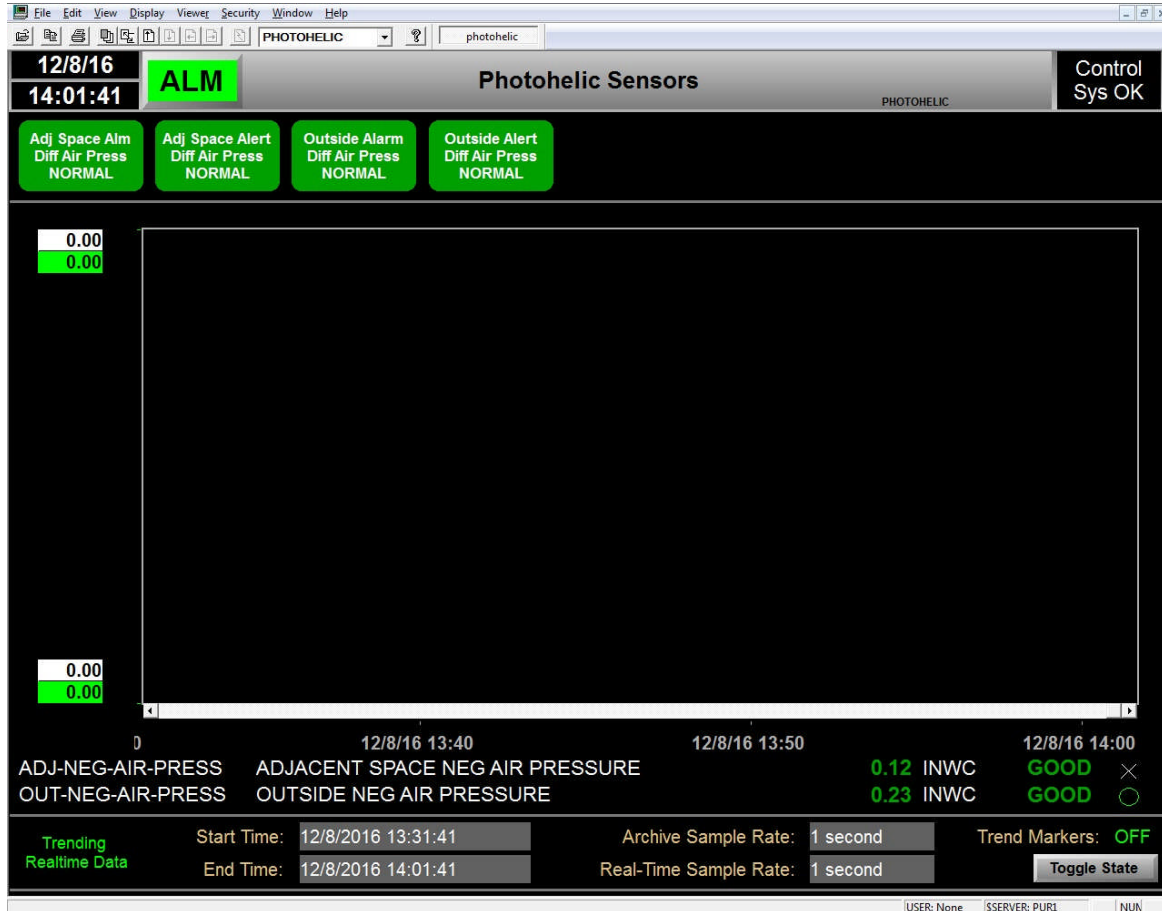 File Edit View Display Viewer Security Window Help
PHOTOHELIC ? photohelic
12/8/16
14:01:41
ALM
Photohelic Sensors
PHOTOHELIC
Control
Sys OK
Adj Space Alm
Diff Air Press
NORMAL
Adj Space Alert
Diff Air Press
NORMAL
Outside Alarm
Diff Air Press
NORMAL
Outside Alert
Diff Air Press
NORMAL
0.00
0.00
0.00
0.00
0 12/8/16 13:40 12/8/16 13:50 12/8/16 14:00
ADJ-NEG-AIR-PRESS ADJACENT SPACE NEG AIR PRESSURE 0.12 INWC GOOD
OUT-NEG-AIR-PRESS OUTSIDE NEG AIR PRESSURE 0.23 INWC GOOD
Trending
Realtime Data
Start Time: 12/8/2016 13:31:41 Archive Sample Rate: 1 second Trend Markers: OFF
End Time: 12/8/2016 14:01:41 Real-Time Sample Rate: 1 second Toggle State
USER: None $SERVER: PUR1 NUM